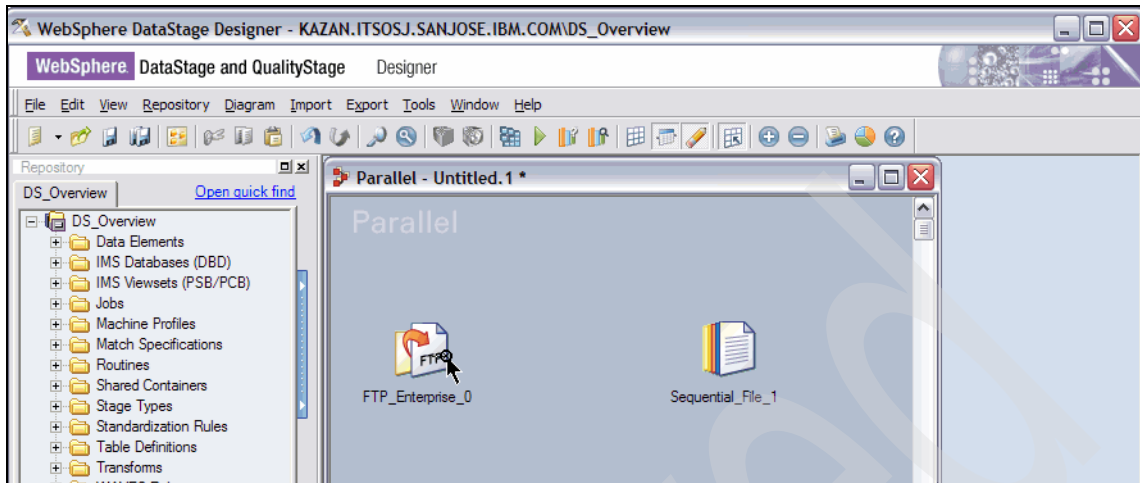 WebSphere DataStage Designer - KAZAN.ITSOSJ.SANJOSE.IBM.COM\DS_Overview
WebSphere. DataStage and QualityStage Designer
File Edit View Repository Diagram Import Export Tools Window Help
Repository
DS_Overview Open quick find
DS_Overview
Data Elements
IMS Databases (DBD)
IMS Viewsets (PSB/PCB)
Jobs
Machine Profiles
Match Specifications
Routines
Shared Containers
Stage Types
Standardization Rules
Table Definitions
Transforms
Parallel - Untitled.1 *
Parallel
FTP
FTP_Enterprise_0
Sequential_File_1